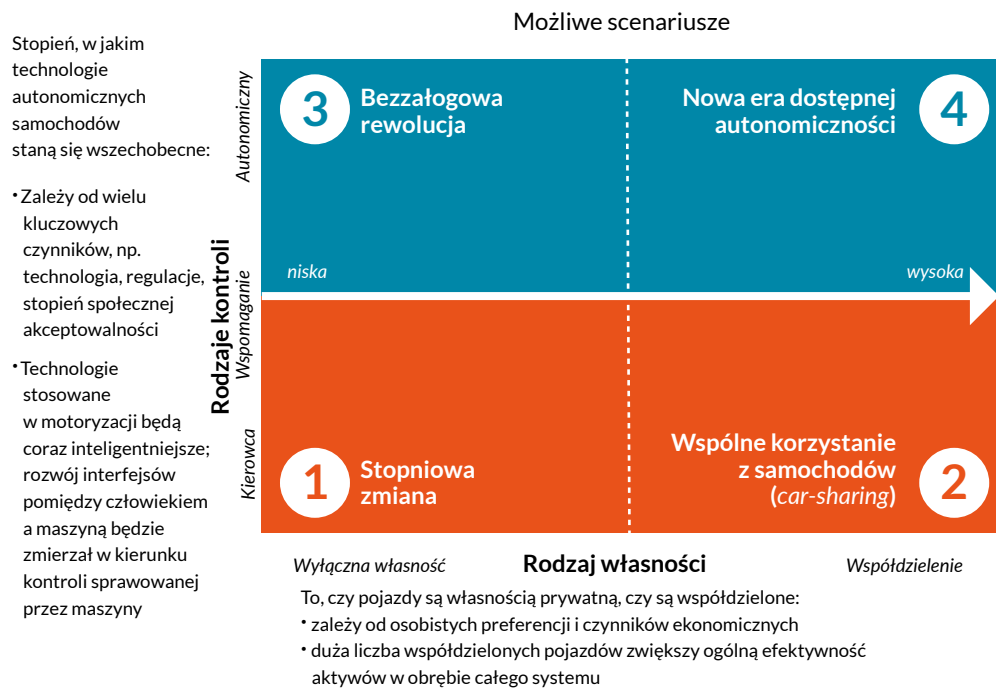 Możliwe scenariusze
Stopień, w jakim
technologie
autonomicznych
samochodów
staną się wszechobecne:
• Zależy od wielu
kluczowych
czynników, np.
technologia, regulacje,
stopień społecznej
akceptowalności
• Technologie
stosowane
w motoryzacji będą
coraz inteligentniejsze;
rozwój interfejsów
pomiędzy człowiekiem
a maszyną będzie
zmierzał w kierunku
kontroli sprawowanej
przez maszyny
Rodzaje kontroli
Autonomiczny
Wspomaganie
Kierowca
3
Bezzałogowa
rewolucja
Nowa era dostępnej
autonomiczności
4
niska
wysoka
1
Stopniowa
zmiana
Wspólne korzystanie
z samochodów
(car-sharing)
2
Wyłączna własność
Rodzaj własności
Współdzielenie
To, czy pojazdy są własnością prywatną, czy są współdzielone:
• zależy od osobistych preferencji i czynników ekonomicznych
• duża liczba współdzielonych pojazdów zwiększy ogólną efektywność
aktywów w obrębie całego systemu